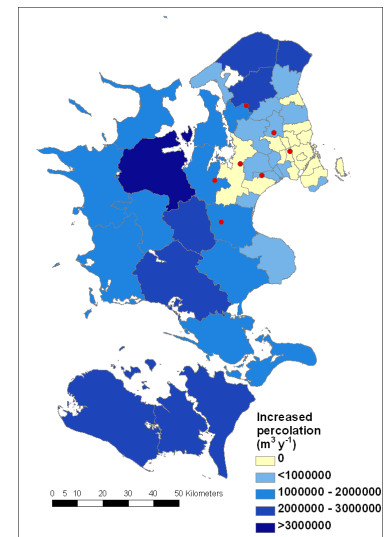 Increased
percolation
(m³ y⁻¹)
0
<1000000
1000000 - 2000000
2000000 - 3000000
>3000000
0 5 10 20 30 40 50 Kilometers